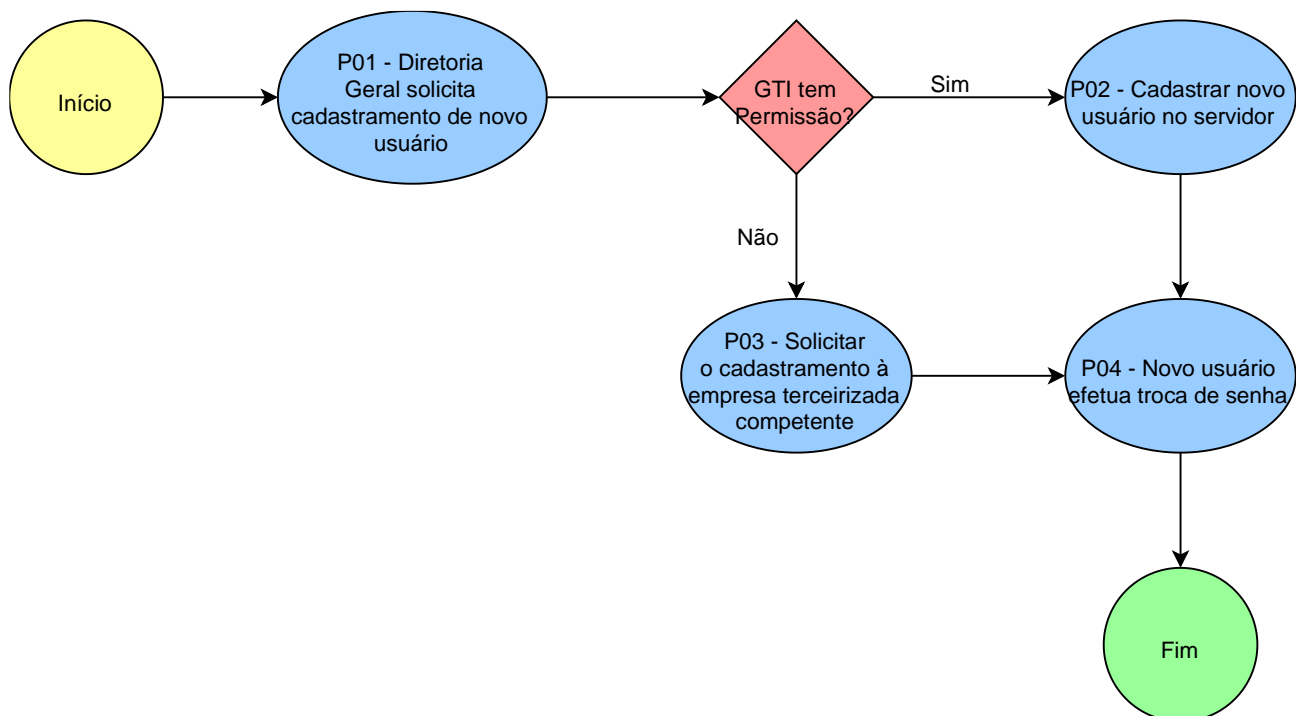 Início
P01 - Diretoria
Geral solicita
cadastramento de novo
usuário
GTI tem
Permissão?
Sim
P02 - Cadastrar novo
usuário no servidor
Não
P03 - Solicitar
o cadastramento à
empresa terceirizada
competente
P04 - Novo usuário
efetua troca de senha
Fim